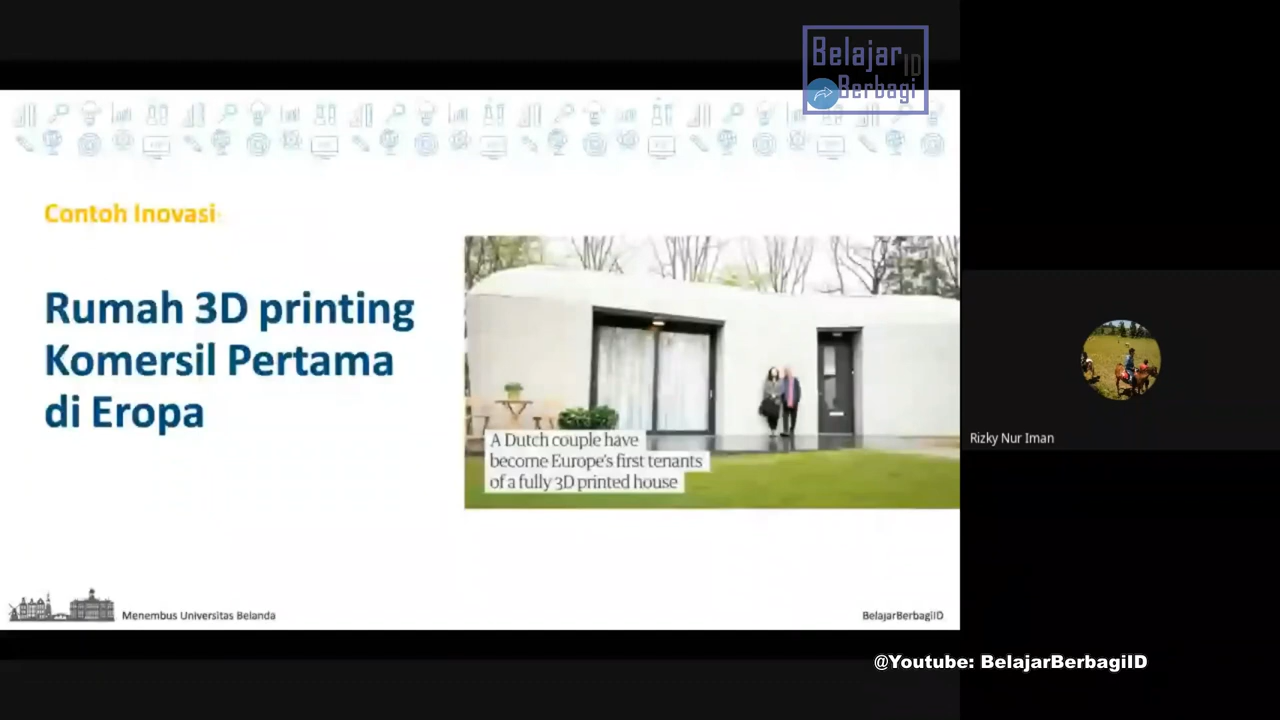 Belajar ID
Berbagi
Contoh Inovasi
Rumah 3D printing
Komersil Pertama
di Eropa
A Dutch couple have
become Europe's first tenants
of a fully 3D printed house
Rizky Nur Iman
Menembus Universitas Belanda
BelajarBerbagiID
@Youtube: BelajarBerbagiID